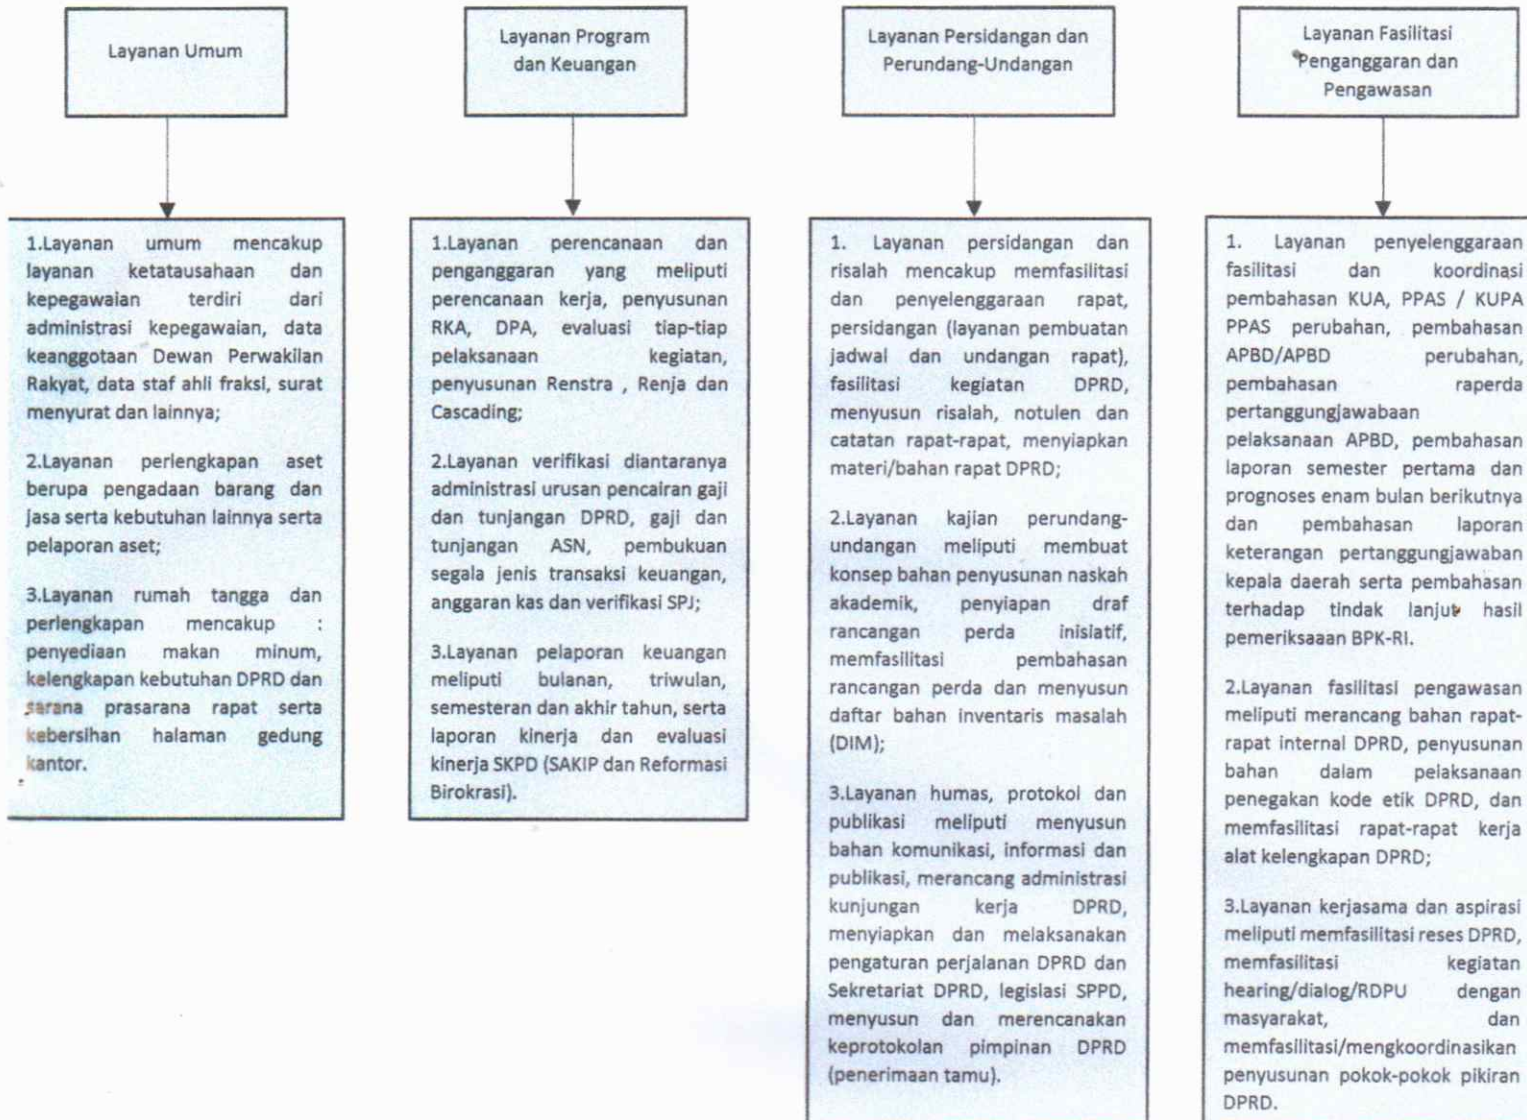 Layanan Umum
1.Layanan umum mencakup
layanan ketatausahaan dan
kepegawaian terdiri dari
administrasi kepegawaian, data
keanggotaan Dewan Perwakilan
Rakyat, data staf ahli fraksi, surat
menyurat dan lainnya;
2.Layanan perlengkapan aset
berupa pengadaan barang dan
jasa serta kebutuhan lainnya serta
pelaporan aset;
3.Layanan rumah tangga dan
perlengkapan mencakup :
penyediaan makan minum,
kelengkapan kebutuhan DPRD dan
sarana prasarana rapat serta
kebersihan halaman gedung
kantor.
Layanan Program
dan Keuangan
1.Layanan perencanaan dan
penganggaran yang meliputi
perencanaan kerja, penyusunan
RKA, DPA, evaluasi tiap-tiap
pelaksanaan kegiatan,
penyusunan Renstra , Renja dan
Cascading;
2.Layanan verifikasi diantaranya
administrasi urusan pencairan gaji
dan tunjangan DPRD, gaji dan
tunjangan ASN, pembukuan
segala jenis transaksi keuangan,
anggaran kas dan verifikasi SPJ;
3.Layanan pelaporan keuangan
meliputi bulanan, triwulan,
semesteran dan akhir tahun, serta
laporan kinerja dan evaluasi
kinerja SKPD (SAKIP dan Reformasi
Birokrasi).
Layanan Persidangan dan
Perundang-Undangan
1. Layanan persidangan dan
risalah mencakup memfasilitasi
dan penyelenggaraan rapat,
persidangan (layanan pembuatan
jadwal dan undangan rapat),
fasilitasi kegiatan DPRD,
menyusun risalah, notulen dan
catatan rapat-rapat, menyiapkan
materi/bahan rapat DPRD;
2.Layanan kajian perundang-
undangan meliputi membuat
konsep bahan penyusunan naskah
akademik, penyiapan draf
rancangan perda inisiatif,
memfasilitasi pembahasan
rancangan perda dan menyusun
daftar bahan inventaris masalah
(DIM);
3.Layanan humas, protokol dan
publikasi meliputi menyusun
bahan komunikasi, informasi dan
publikasi, merancang administrasi
kunjungan kerja DPRD,
menyiapkan dan melaksanakan
pengaturan perjalanan DPRD dan
Sekretariat DPRD, legislasi SPPD,
menyusun dan merencanakan
keprotokolan pimpinan DPRD
(penerimaan tamu).
Layanan Fasilitasi
Penganggaran dan
Pengawasan
1. Layanan penyelenggaraan
fasilitasi dan koordinasi
pembahasan KUA, PPAS / KUPA
PPAS perubahan, pembahasan
APBD/APBD perubahan,
pembahasan raperda
pertanggungjawabaan
pelaksanaan APBD, pembahasan
laporan semester pertama dan
prognoses enam bulan berikutnya
dan pembahasan laporan
keterangan pertanggungjawaban
kepala daerah serta pembahasan
terhadap tindak lanjut hasil
pemeriksaaan BPK-RI.
2.Layanan fasilitasi pengawasan
meliputi merancang bahan rapat-
rapat internal DPRD, penyusunan
bahan dalam pelaksanaan
penegakan kode etik DPRD, dan
memfasilitasi rapat-rapat kerja
alat kelengkapan DPRD;
3.Layanan kerjasama dan aspirasi
meliputi memfasilitasi reses DPRD,
memfasilitasi kegiatan
hearing/dialog/RDPU dengan
masyarakat, dan
memfasilitasi/mengkoordinasikan
penyusunan pokok-pokok pikiran
DPRD.